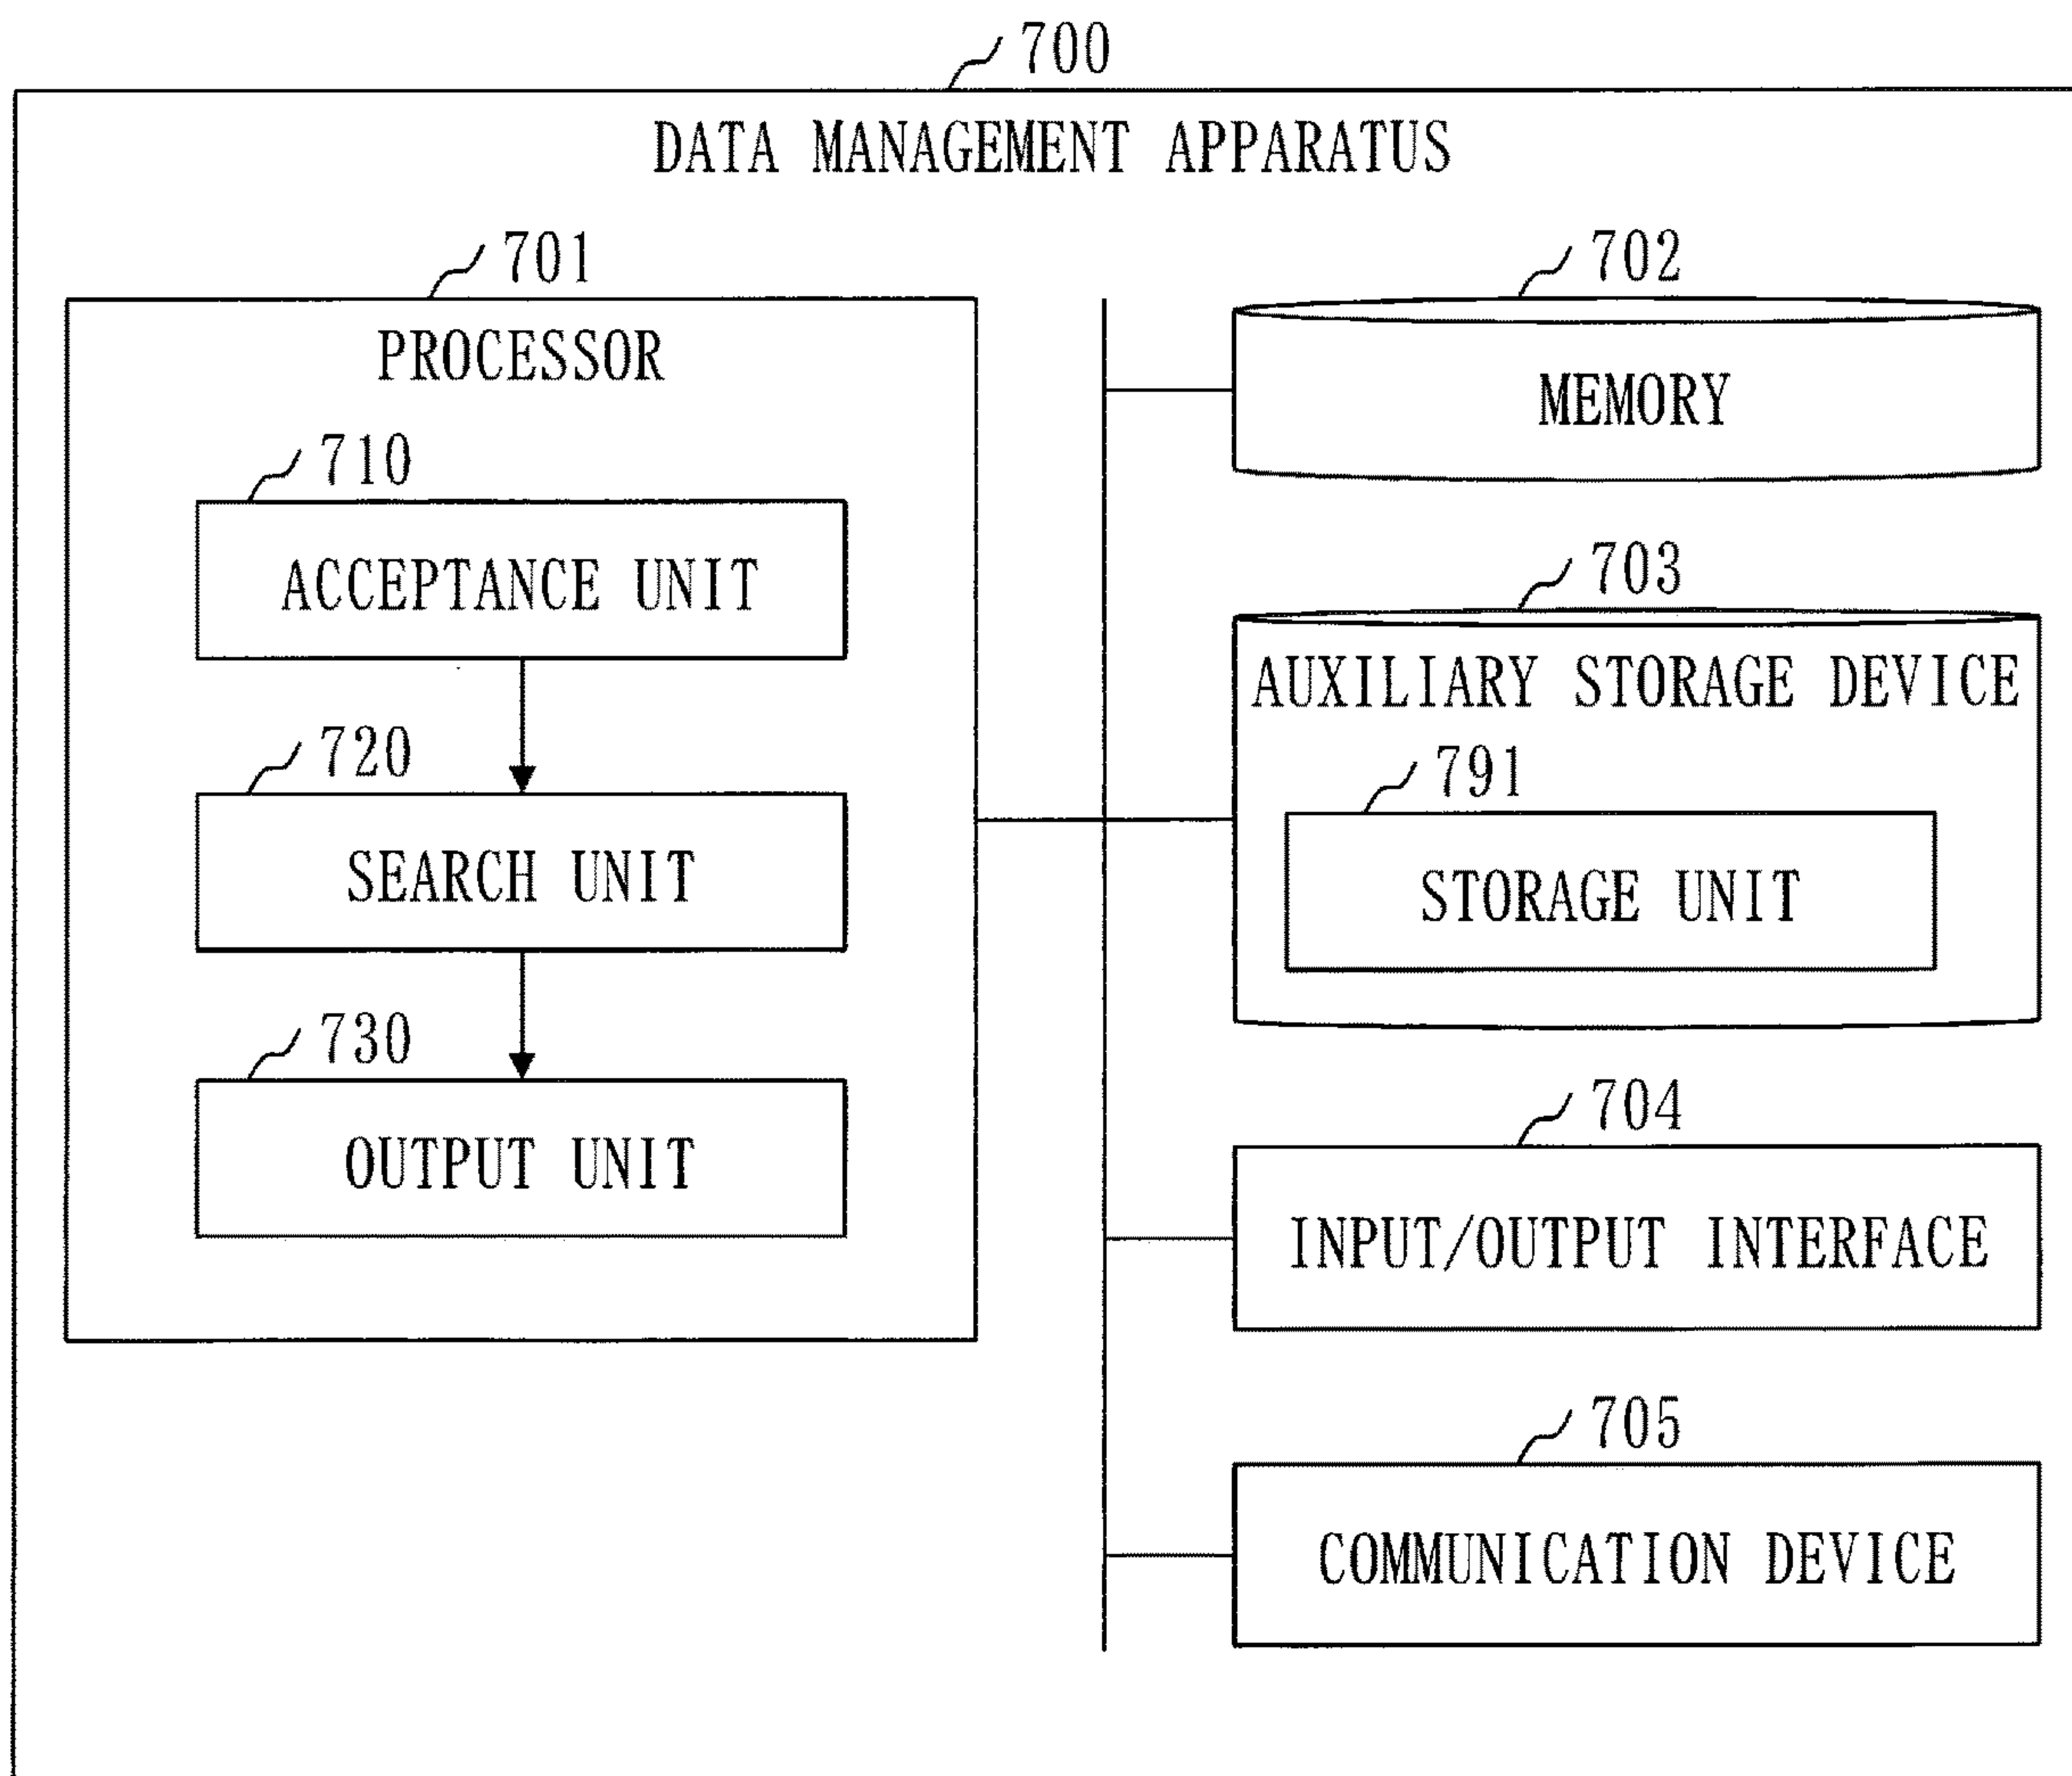 700
DATA MANAGEMENT APPARATUS
701
PROCESSOR
710
ACCEPTANCE UNIT
720
SEARCH UNIT
730
OUTPUT UNIT
702
MEMORY
703
AUXILIARY STORAGE DEVICE
791
STORAGE UNIT
704
INPUT/OUTPUT INTERFACE
705
COMMUNICATION DEVICE